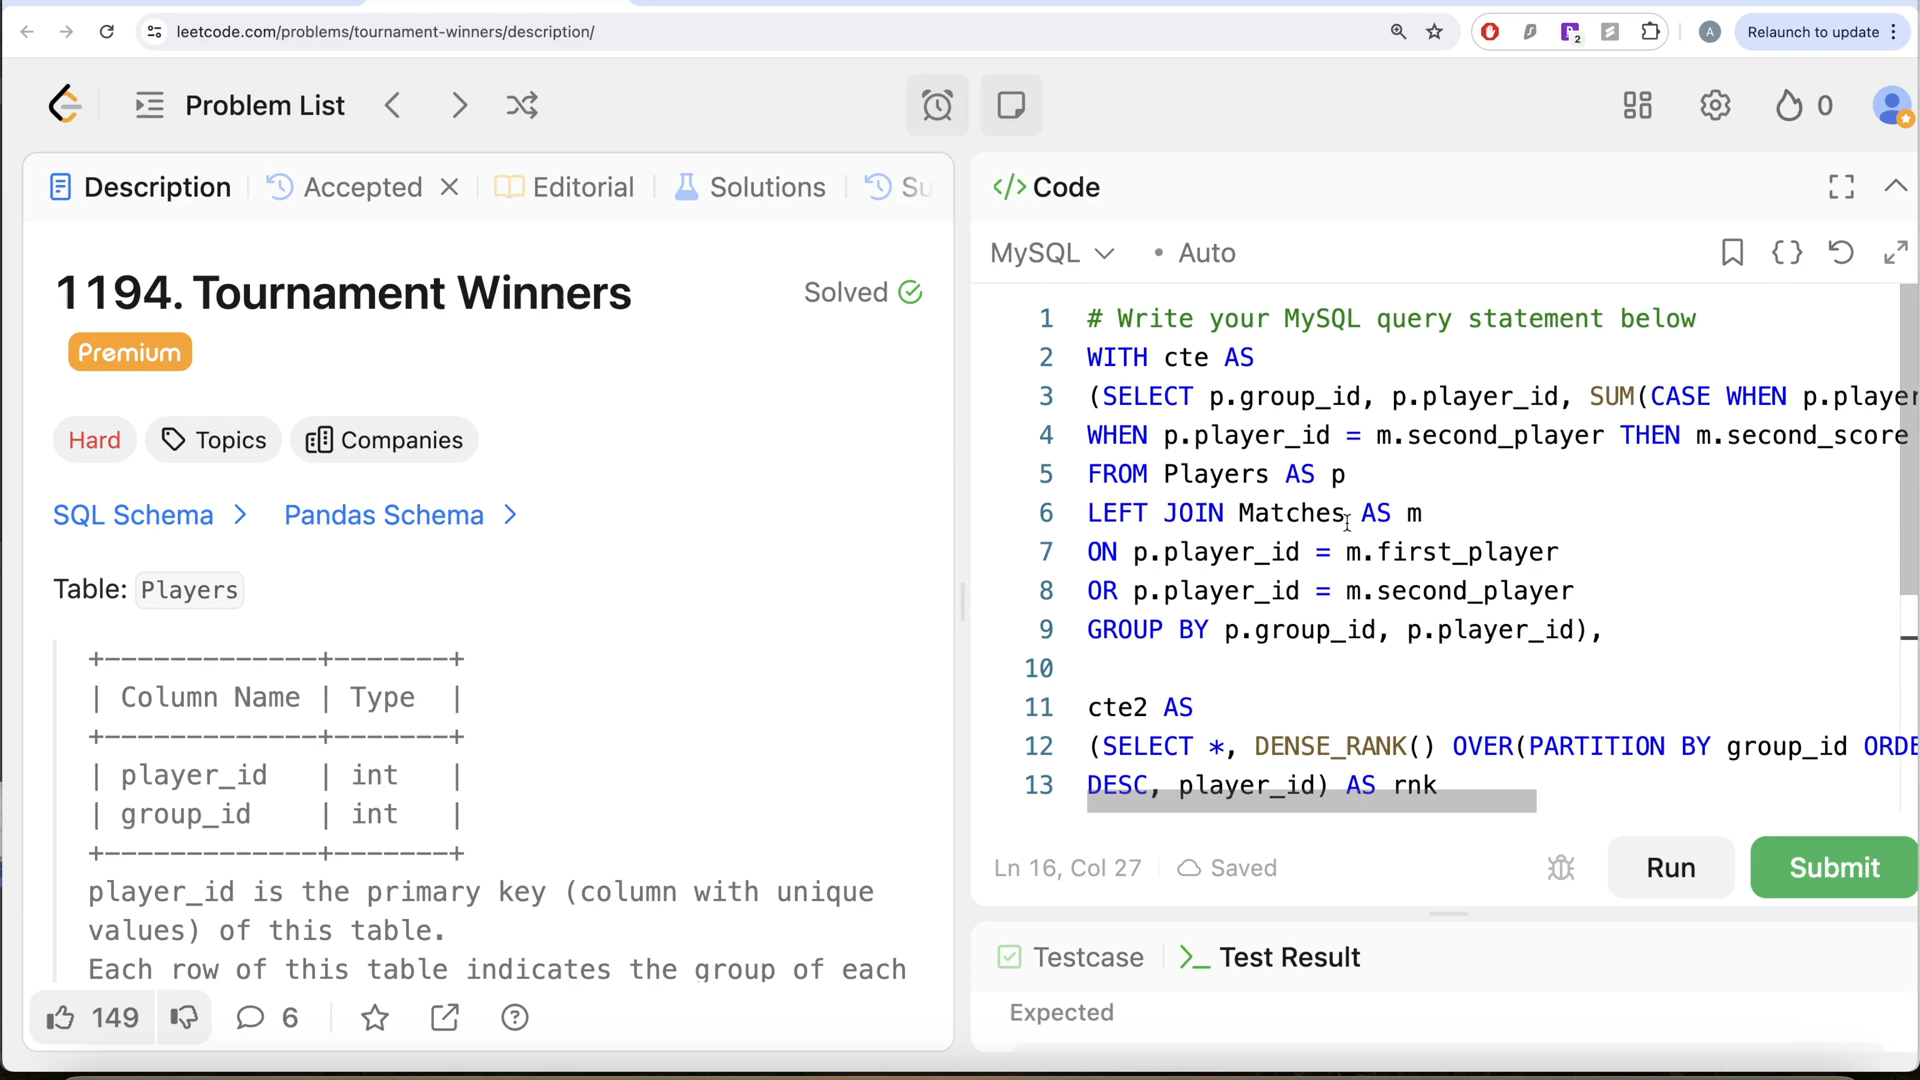 leetcode.com/problems/tournament-winners/description/
2
A
Relaunch to update
Problem List
0
Description
Accepted
Editorial
Solutions
Su
</> Code
MySQL
• Auto
1194. Tournament Winners
Solved
Premium
Hard
Topics
Companies
SQL Schema >
Pandas Schema >
Table: Players
+-------------+-------+
| Column Name | Type  |
+-------------+-------+
| player_id   | int   |
| group_id    | int   |
+-------------+-------+
player_id is the primary key (column with unique
values) of this table.
Each row of this table indicates the group of each
149
6
1 # Write your MySQL query statement below
2 WITH cte AS
3 (SELECT p.group_id, p.player_id, SUM(CASE WHEN p.player
4 WHEN p.player_id = m.second_player THEN m.second_score
5 FROM Players AS p
6 LEFT JOIN Matches AS m
7 ON p.player_id = m.first_player
8 OR p.player_id = m.second_player
9 GROUP BY p.group_id, p.player_id),
10
11 cte2 AS
12 (SELECT *, DENSE_RANK() OVER(PARTITION BY group_id ORDE
13 DESC, player_id) AS rnk
Ln 16, Col 27
Saved
Run
Submit
Testcase
>_ Test Result
Expected